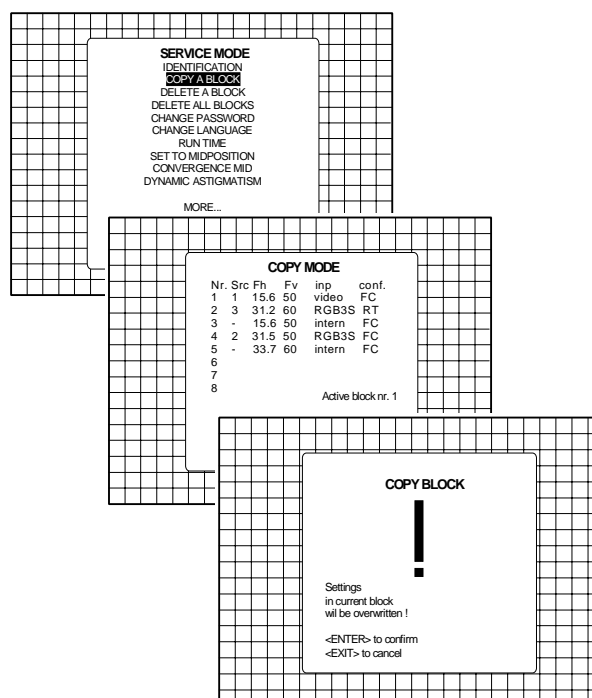 SERVICE MODE
IDENTIFICATION
COPY A BLOCK
DELETE A BLOCK
DELETE ALL BLOCKS
CHANGE PASSWORD
CHANGE LANGUAGE
RUN TIME
SET TO MIDPOSITION
CONVERGENCE MID
DYNAMIC ASTIGMATISM
MORE...
COPY MODE
Nr. Src Fh Fv inp conf.
1 1 15.6 50 video FC
2 3 31.2 60 RGB3S RT
3 - 15.6 50 intern FC
4 2 31.5 50 RGB3S FC
5 - 33.7 60 intern FC
6
7
8
Active block nr. 1
COPY BLOCK
!
Settings
in current block
wil be overwritten !
<ENTER> to confirm
<EXIT> to cancel